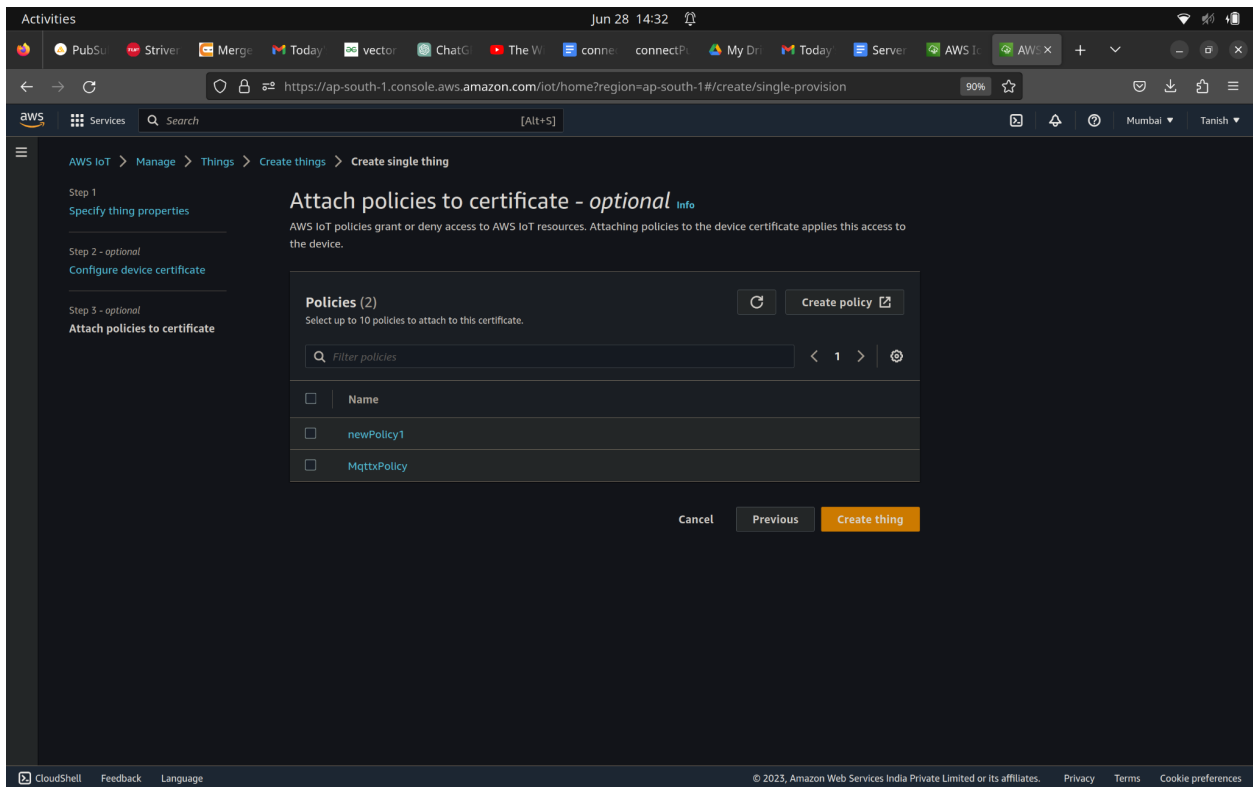 Activities
Jun 28 14:32
PubSu
Striver
Merge
Today
vector
ChatG
The W
conne
connectPu
My Dri
Today
Server
AWS Io
AWS
https://ap-south-1.console.aws.amazon.com/iot/home?region=ap-south-1#/create/single-provision
90%
aws
Services
Search
[Alt+S]
Mumbai
Tanish
AWS IoT > Manage > Things > Create things > Create single thing
Step 1
Specify thing properties
Step 2 - optional
Configure device certificate
Step 3 - optional
Attach policies to certificate
Attach policies to certificate - optional Info
AWS IoT policies grant or deny access to AWS IoT resources. Attaching policies to the device certificate applies this access to
the device.
Policies (2)
Select up to 10 policies to attach to this certificate.
Create policy
Filter policies
1
Name
newPolicy1
MqttxPolicy
Cancel
Previous
Create thing
CloudShell
Feedback
Language
© 2023, Amazon Web Services India Private Limited or its affiliates.
Privacy
Terms
Cookie preferences